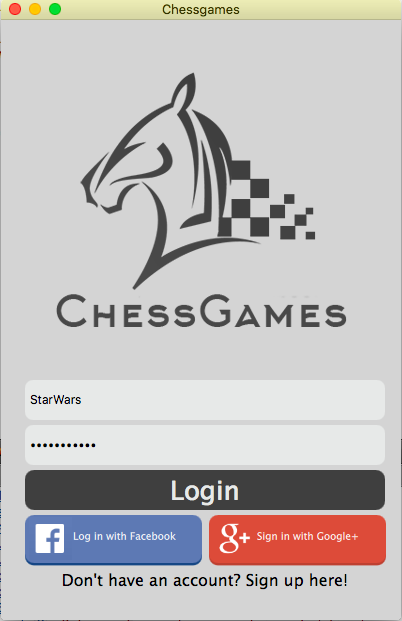 Chessgames
ChessGames
StarWars
•••••••••••
Login
f Log in with Facebook
g+ Sign in with Google+
Don't have an account? Sign up here!